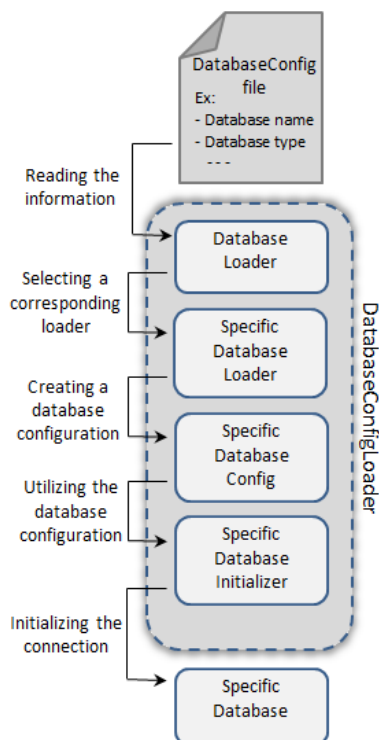 DatabaseConfig
file
Ex:
- Database name
- Database type
- - -
Reading the
information
Database
Loader
Selecting a
corresponding
loader
Specific
Database
Loader
Creating a
database
configuration
Specific
Database
Config
Utilizing the
database
configuration
Specific
Database
Initializer
DatabaseConfigLoader
Initializing the
connection
Specific
Database